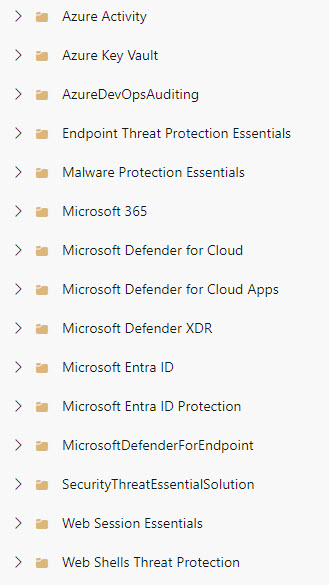 Azure Activity
Azure Key Vault
AzureDevOpsAuditing
Endpoint Threat Protection Essentials
Malware Protection Essentials
Microsoft 365
Microsoft Defender for Cloud
Microsoft Defender for Cloud Apps
Microsoft Defender XDR
Microsoft Entra ID
Microsoft Entra ID Protection
MicrosoftDefenderForEndpoint
SecurityThreatEssentialSolution
Web Session Essentials
Web Shells Threat Protection